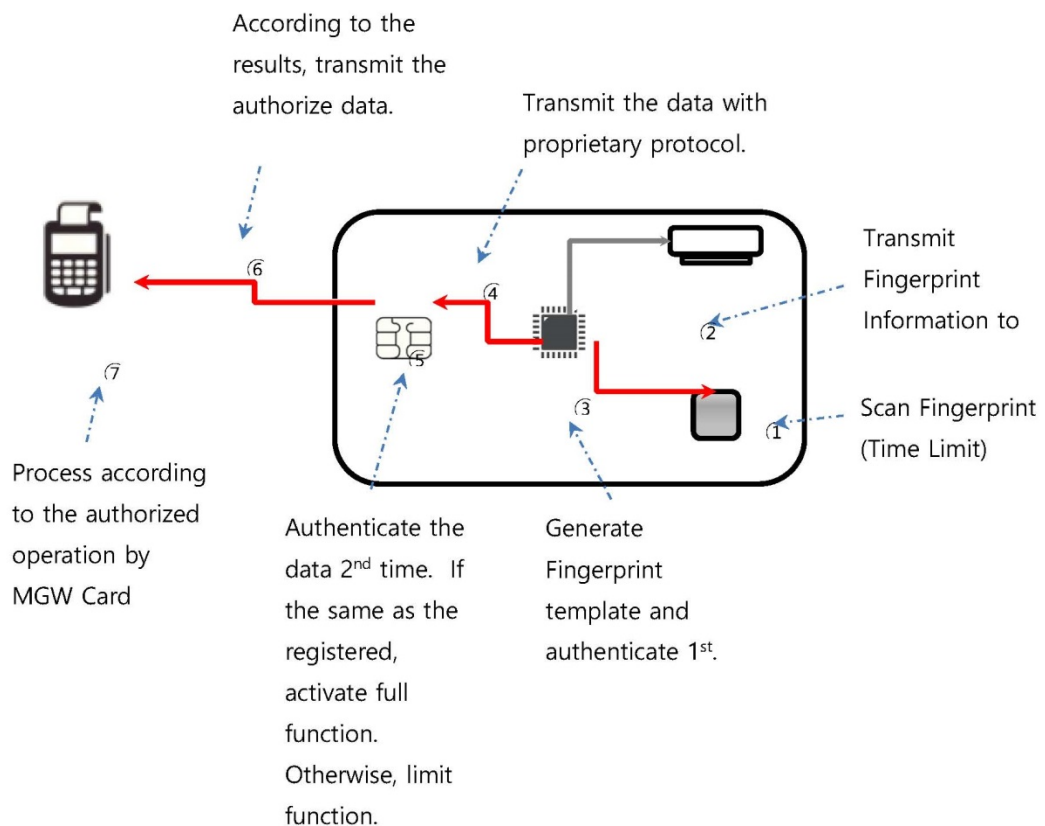 According to the
results, transmit the
authorize data.
Transmit the data with
proprietary protocol.
Transmit
Fingerprint
Information to
Scan Fingerprint
(Time Limit)
⑥
④
②
⑤
⑦
③
①
Process according
to the authorized
operation by
MGW Card
Authenticate the
data 2nd time. If
the same as the
registered,
activate full
function.
Otherwise, limit
function.
Generate
Fingerprint
template and
authenticate 1st.